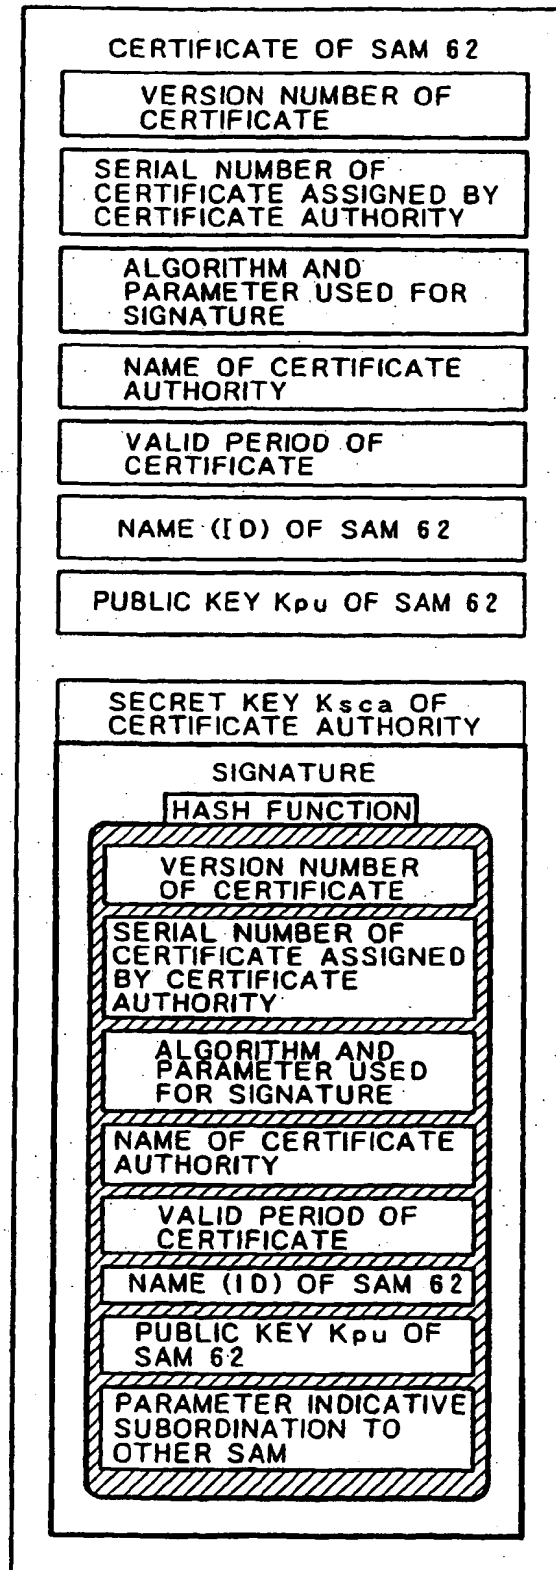 CERTIFICATE OF SAM 62
VERSION NUMBER OF
CERTIFICATE
SERIAL NUMBER OF
CERTIFICATE ASSIGNED BY
CERTIFICATE AUTHORITY
ALGORITHM AND
PARAMETER USED FOR
SIGNATURE
NAME OF CERTIFICATE
AUTHORITY
VALID PERIOD OF
CERTIFICATE
NAME (ID) OF SAM 62
PUBLIC KEY Kpu OF SAM 62
SECRET KEY Ksca OF
CERTIFICATE AUTHORITY
SIGNATURE
HASH FUNCTION
VERSION NUMBER
OF CERTIFICATE
SERIAL NUMBER OF
CERTIFICATE ASSIGNED
BY CERTIFICATE
AUTHORITY
ALGORITHM AND
PARAMETER USED
FOR SIGNATURE
NAME OF CERTIFICATE
AUTHORITY
VALID PERIOD OF
CERTIFICATE
NAME (ID) OF SAM 62
PUBLIC KEY Kpu OF
SAM 62
PARAMETER INDICATIVE
SUBORDINATION TO
OTHER SAM